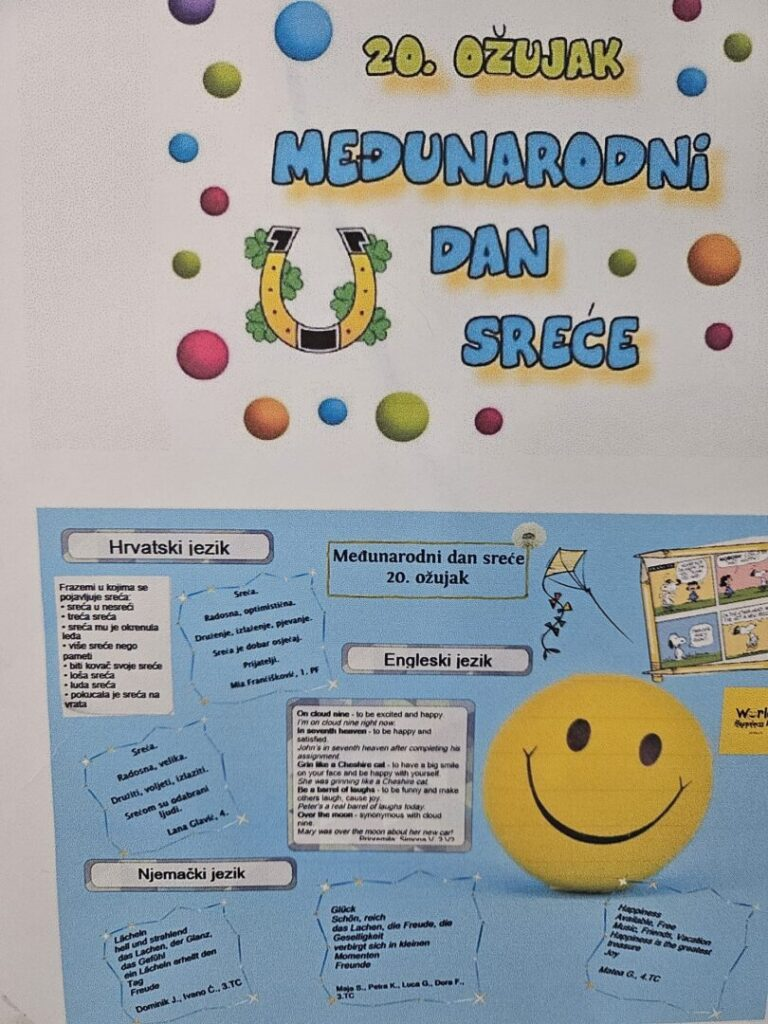 20. OŽUJAK
MEĐUNARODNI
DAN
SREĆE
Hrvatski jezik
Međunarodni dan sreće
20. ožujak
Frazemi u kojima se
pojavljuje sreća:
• sreća u nesreći
• treća sreća
• sreća mu je okrenula
leđa
• više sreće nego
pameti
• biti kovač svoje sreće
• loša sreća
• luda sreća
• pokucala je sreća na
vrata
Sreća.
Radosna, optimistična.
Druženje, izlaženje, pjevanje.
Sreća je dobar osjećaj.
Prijatelji.
Mia Frančišković, 1. PF
Engleski jezik
On cloud nine - to be excited and happy.
I'm on cloud nine right now.
In seventh heaven - to be happy and
satisfied.
John's in seventh heaven after completing his
assignment.
Grin like a Cheshire cat - to have a big smile
on your face and be happy with yourself.
She was grinning like a Cheshire cat.
Be a barrel of laughs - to be funny and make
others laugh, cause joy.
Peter's a real barrel of laughs today.
Over the moon - synonymous with cloud
nine.
Mary was over the moon about her new car!
Sreća.
Radosna, velika.
Družiti, voljeti, izlaziti.
Srećom su odabrani
ljudi.
Lana Glavić, 4.
Njemački jezik
Lächeln
hell und strahlend
das Lachen, der Glanz,
das Gefühl
ein Lächeln erhellt den
Tag
Freude
Dominik J., Ivano Č., 3.TC
Glück
Schön, reich
das Lachen, die Freude, die
Geselligkeit
verbirgt sich in kleinen
Momenten
Freunde
Maja S., Petra K., Luca G., Dora F.,
3.TC
Happiness
Available, Free
Music, Friends, Vacation
Happiness is the greatest
treasure
Joy
Matea G., 4.TC